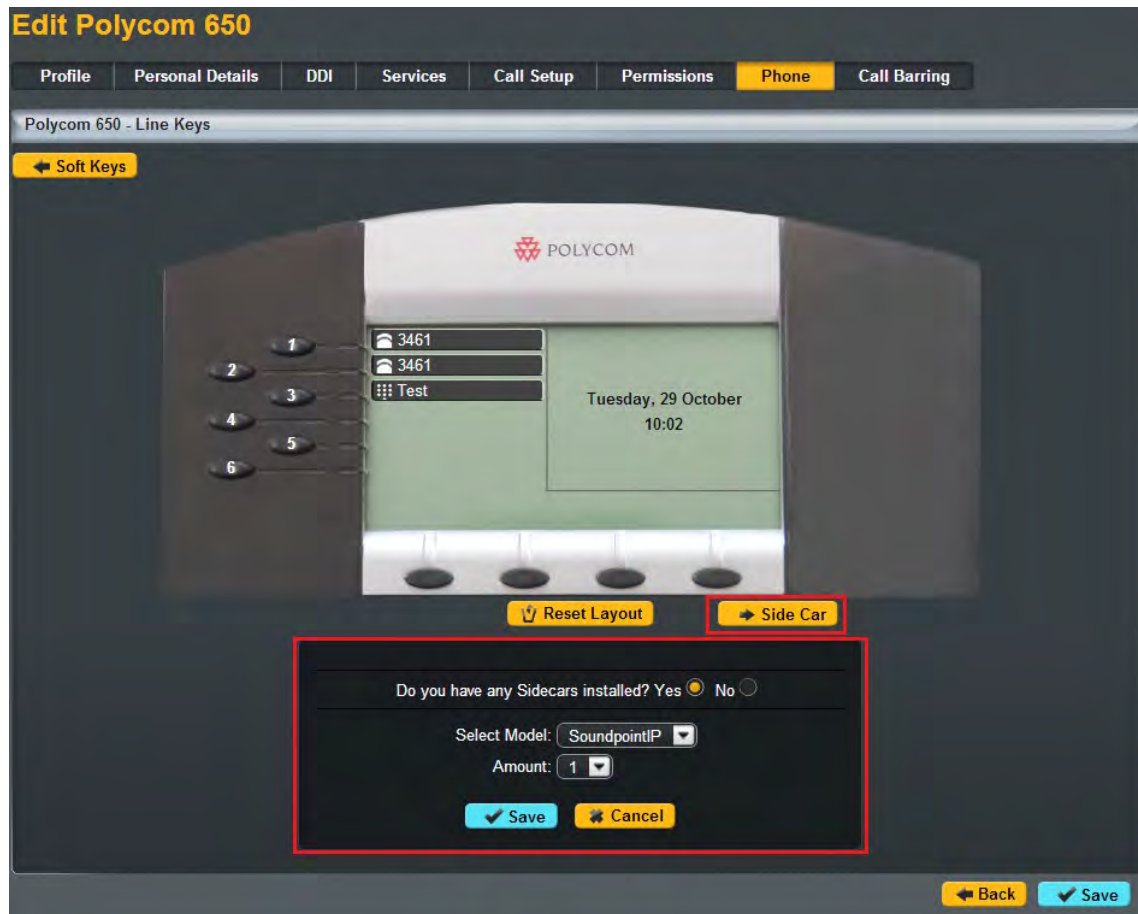 Edit Polycom 650
Profile Personal Details DDI Services Call Setup Permissions Phone Call Barring
Polycom 650 - Line Keys
Soft Keys
POLYCOM
1 3461
2 3461
3 Test
4
5
6
Tuesday, 29 October
10:02
Reset Layout Side Car
Do you have any Sidecars installed? Yes No
Select Model: SoundpointIP
Amount: 1
Save Cancel
Back Save